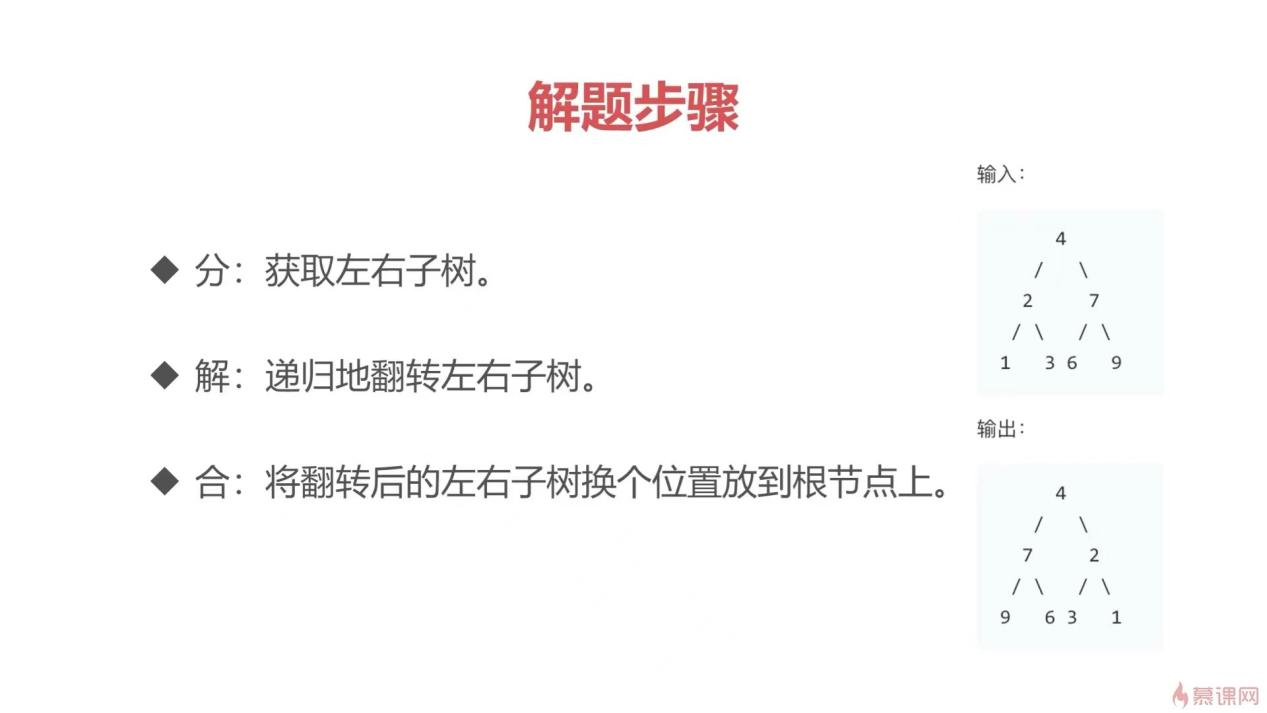 解题步骤
◆ 分：获取左右子树。
◆ 解：递归地翻转左右子树。
◆ 合：将翻转后的左右子树换个位置放到根节点上。
输入：
4
/ \
2 7
/ \ / \
1 3 6 9
输出：
4
/ \
7 2
/ \ / \
9 6 3 1
慕课网